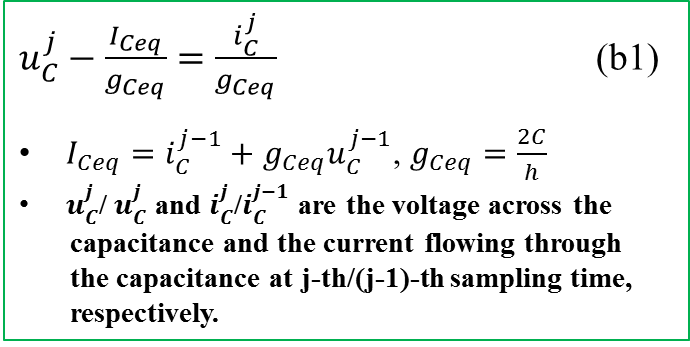 u_C^j − I_Ceq/g_Ceq = i_C^j/g_Ceq (b1)
• I_Ceq = i_C^{j−1} + g_Ceq u_C^{j−1}, g_Ceq = 2C/h
• u_C^j/ u_C^j and i_C^j/i_C^{j−1} are the voltage across the
capacitance and the current flowing through
the capacitance at j-th/(j-1)-th sampling time,
respectively.